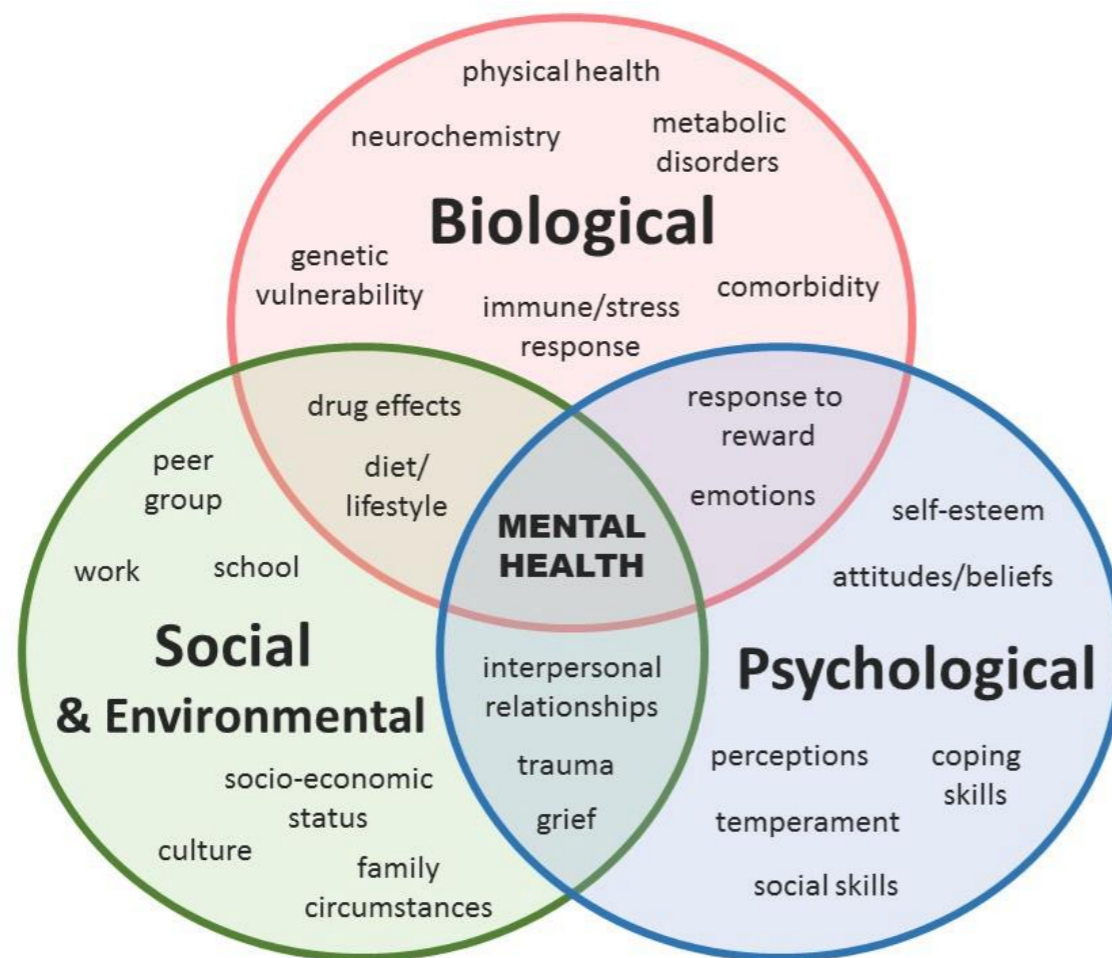 physical health
neurochemistry
metabolic
disorders
Biological
genetic
vulnerability
immune/stress
response
comorbidity
drug effects
diet/
lifestyle
response to
reward
emotions
MENTAL
HEALTH
peer
group
work
school
Social
& Environmental
socio-economic
status
culture
family
circumstances
interpersonal
relationships
trauma
grief
self-esteem
attitudes/beliefs
Psychological
perceptions
coping
skills
temperament
social skills